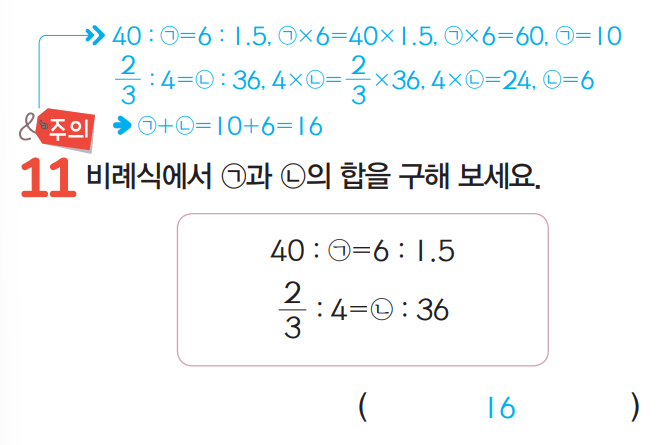 40 : ㉠=6 : 1.5, ㉠×6=40×1.5, ㉠×6=60, ㉠=10
2/3 : 4=㉡ : 36, 4×㉡=2/3×36, 4×㉡=24, ㉡=6
주의 ㉠+㉡=10+6=16
11 비례식에서 ㉠과 ㉡의 합을 구해 보세요.
40 : ㉠=6 : 1.5
2/3 : 4=㉡ : 36
( 16 )